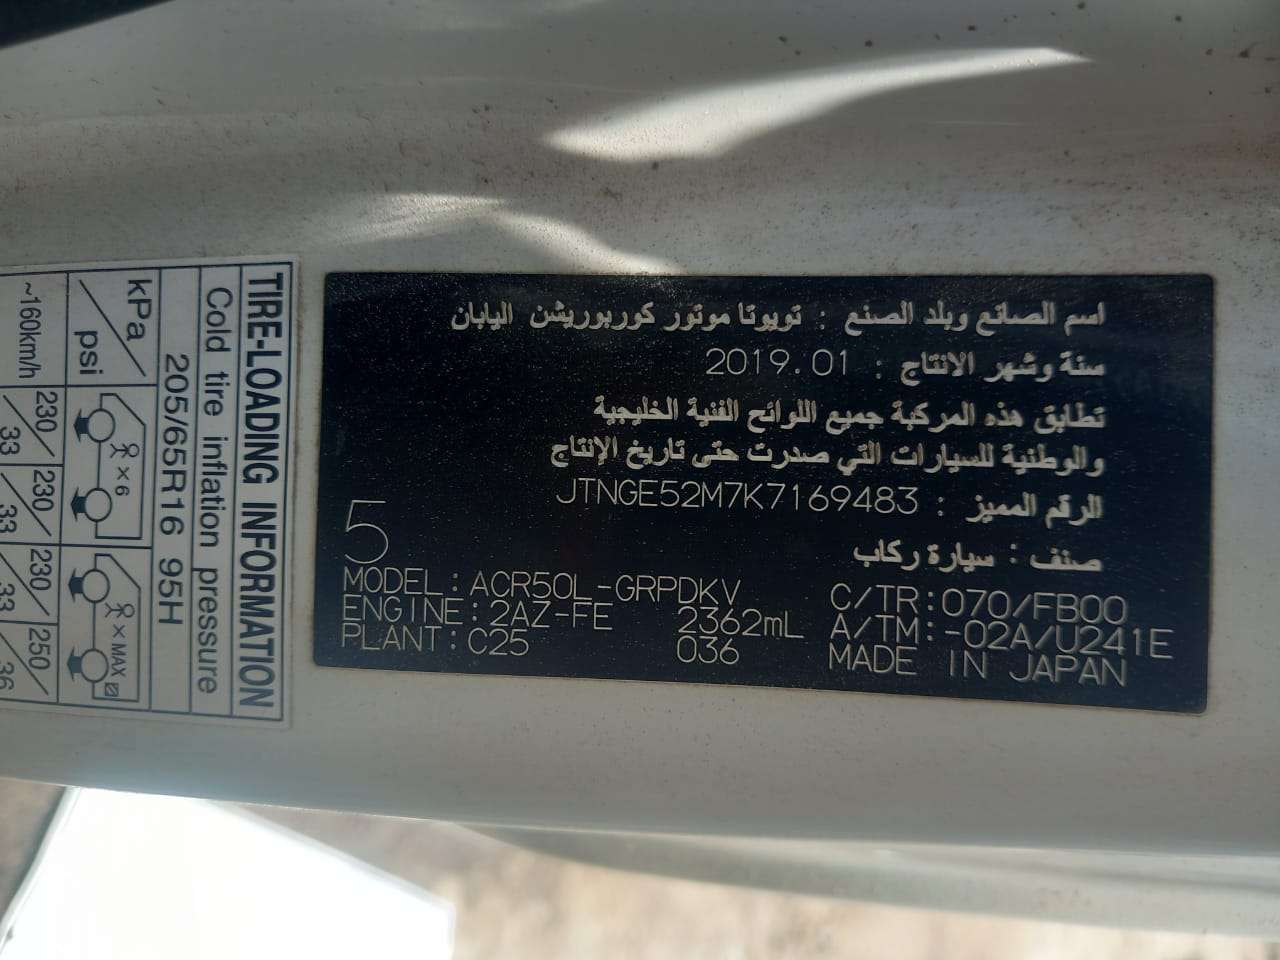 اسم الصانع وبلد الصنع : تويوتا موتور كوربوريشن اليابان
سنة وشهر الانتاج : 2019.01
تطابق هذه المركبة جميع اللوائح الفنية الخليجية
والوطنية للسيارات التي صدرت حتى تاريخ الإنتاج
الرقم المميز : JTNGE52M7K7169483
صنف : سيارة ركاب
5
MODEL:ACR50L-GRPDKV C/TR:070/FB00
ENGINE:2AZ-FE 2362mL A/TM:-02A/U241E
PLANT:C25 036 MADE IN JAPAN
TIRE-LOADING INFORMATION
Cold tire inflation pressure
205/65R16 95H
kPa/psi ×6 ×MAX
~160km/h 230/33 230/33 230/33 250/36